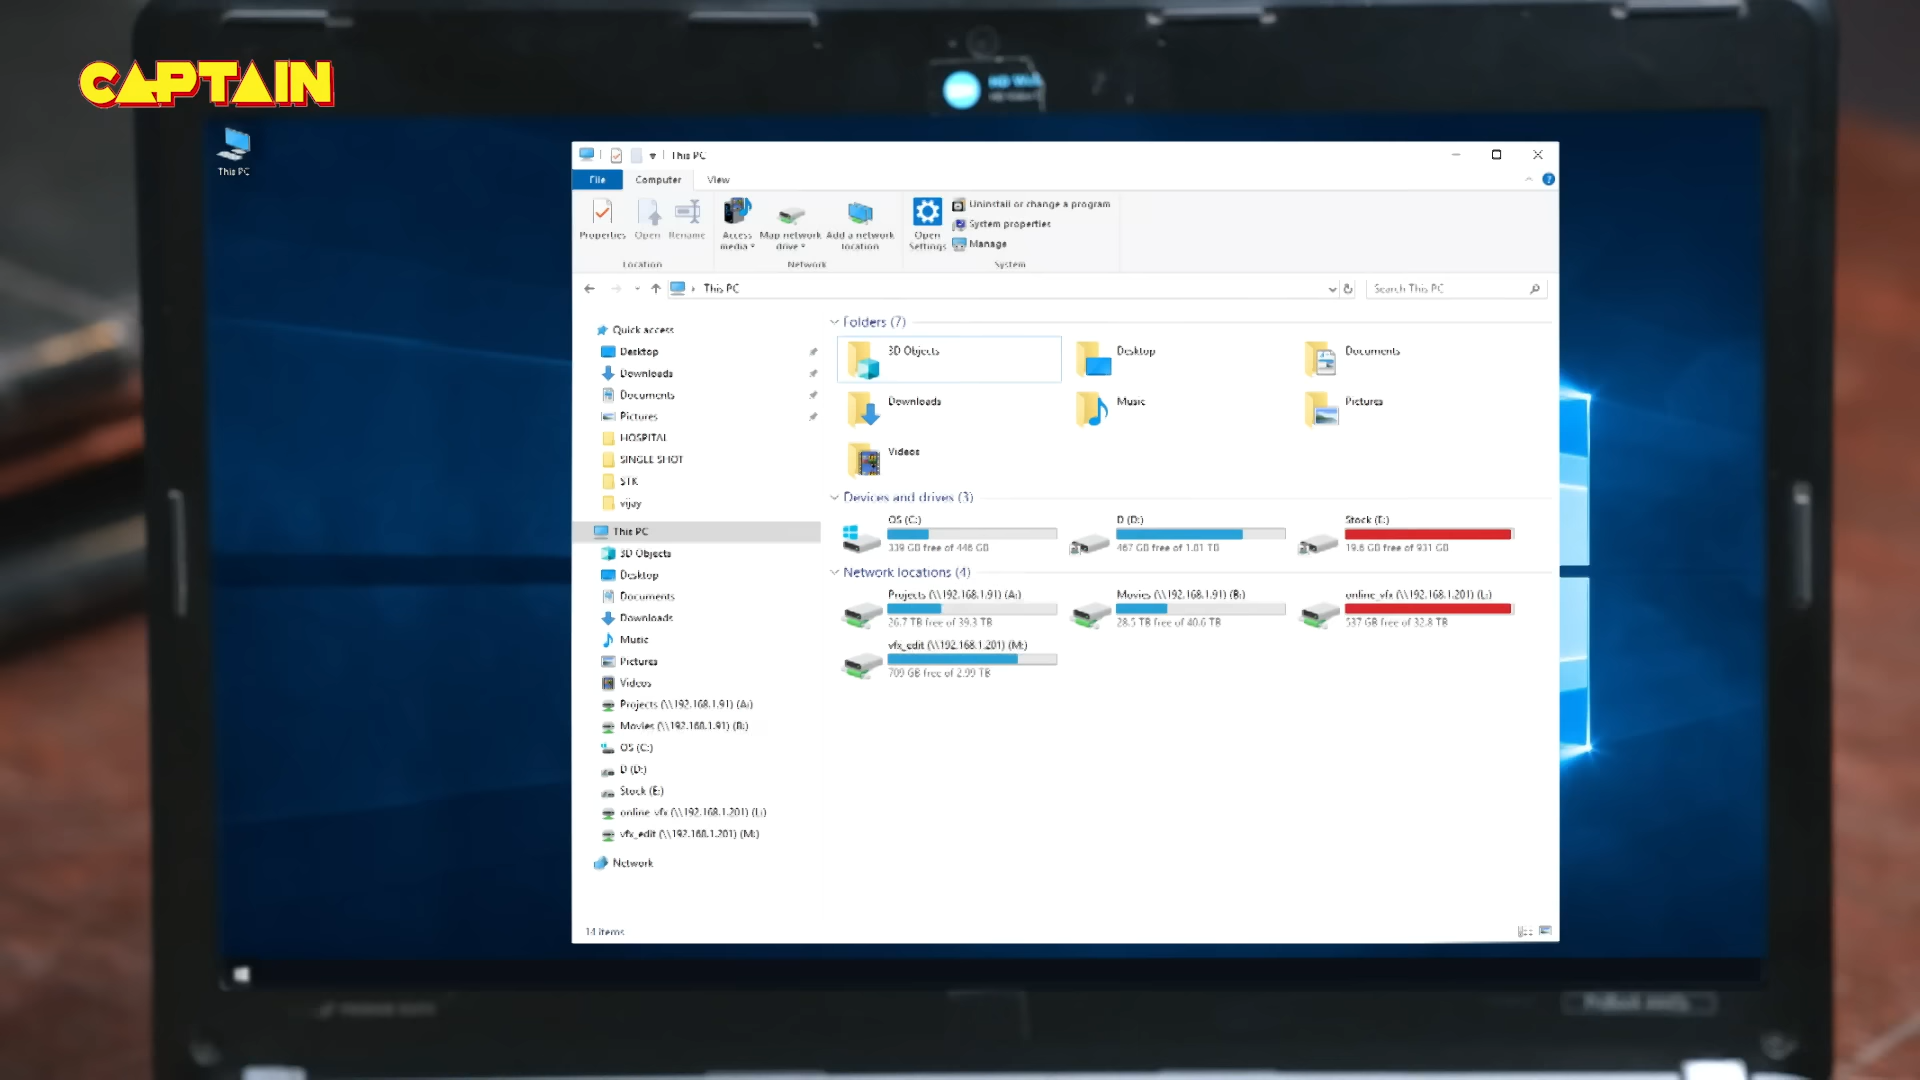 CAPTAIN
This PC
This PC
File
Computer
View
Properties
Open
Rename
Access media
Map network drive
Add a network location
Open Settings
Uninstall or change a program
System properties
Manage
Location
Network
System
This PC
Search This PC
Quick access
Desktop
Downloads
Documents
Pictures
HOSPITAL
SINGLE SHOT
STK
vijay
This PC
3D Objects
Desktop
Documents
Downloads
Music
Pictures
Videos
Projects (\\192.168.1.91) (A:)
Movies (\\192.168.1.91) (B:)
OS (C:)
D (D:)
Stock (E:)
online_vfx (\\192.168.1.201) (L:)
vfx_edit (\\192.168.1.201) (M:)
Network
Folders (7)
3D Objects
Desktop
Documents
Downloads
Music
Pictures
Videos
Devices and drives (3)
OS (C:)
339 GB free of 446 GB
D (D:)
467 GB free of 1.81 TB
Stock (E:)
19.6 GB free of 931 GB
Network locations (4)
Projects (\\192.168.1.91) (A:)
26.7 TB free of 39.3 TB
Movies (\\192.168.1.91) (B:)
28.5 TB free of 40.6 TB
online_vfx (\\192.168.1.201) (L:)
537 GB free of 32.8 TB
vfx_edit (\\192.168.1.201) (M:)
709 GB free of 2.99 TB
14 items